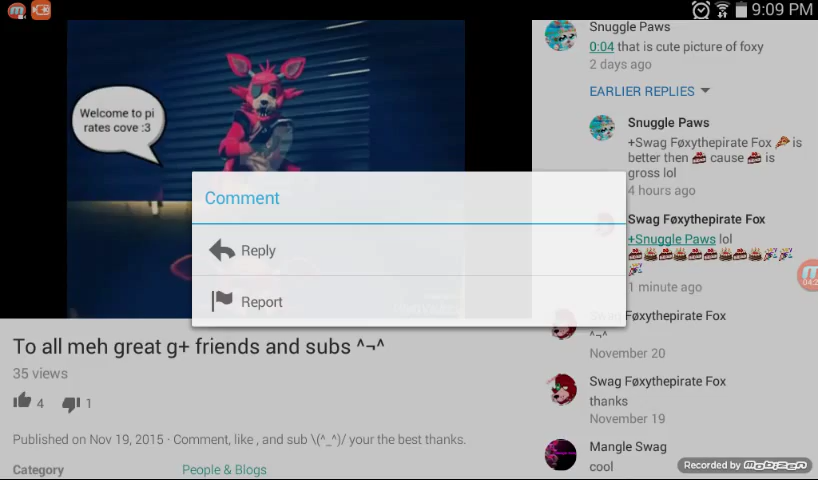 9:09 PM
Welcome to pi
rates cove :3
Comment
Reply
Report
To all meh great g+ friends and subs ^¬^
35 views
4
1
Published on Nov 19, 2015 · Comment, like , and sub \(^_^)/ your the best thanks.
Category
People & Blogs
Snuggle Paws
0:04 that is cute picture of foxy
2 days ago
EARLIER REPLIES
Snuggle Paws
+Swag Føxythepirate Fox 🍕 is
better then 🍰 cause 🍰 is
gross lol
4 hours ago
Swag Føxythepirate Fox
+Snuggle Paws lol
🍰🎂🍰🎂🍰🍰🎂🍰🎂🎉🎉
🎉
1 minute ago
Swag Føxythepirate Fox
^¬^
November 20
Swag Føxythepirate Fox
thanks
November 19
Mangle Swag
cool
Recorded by Mobizen